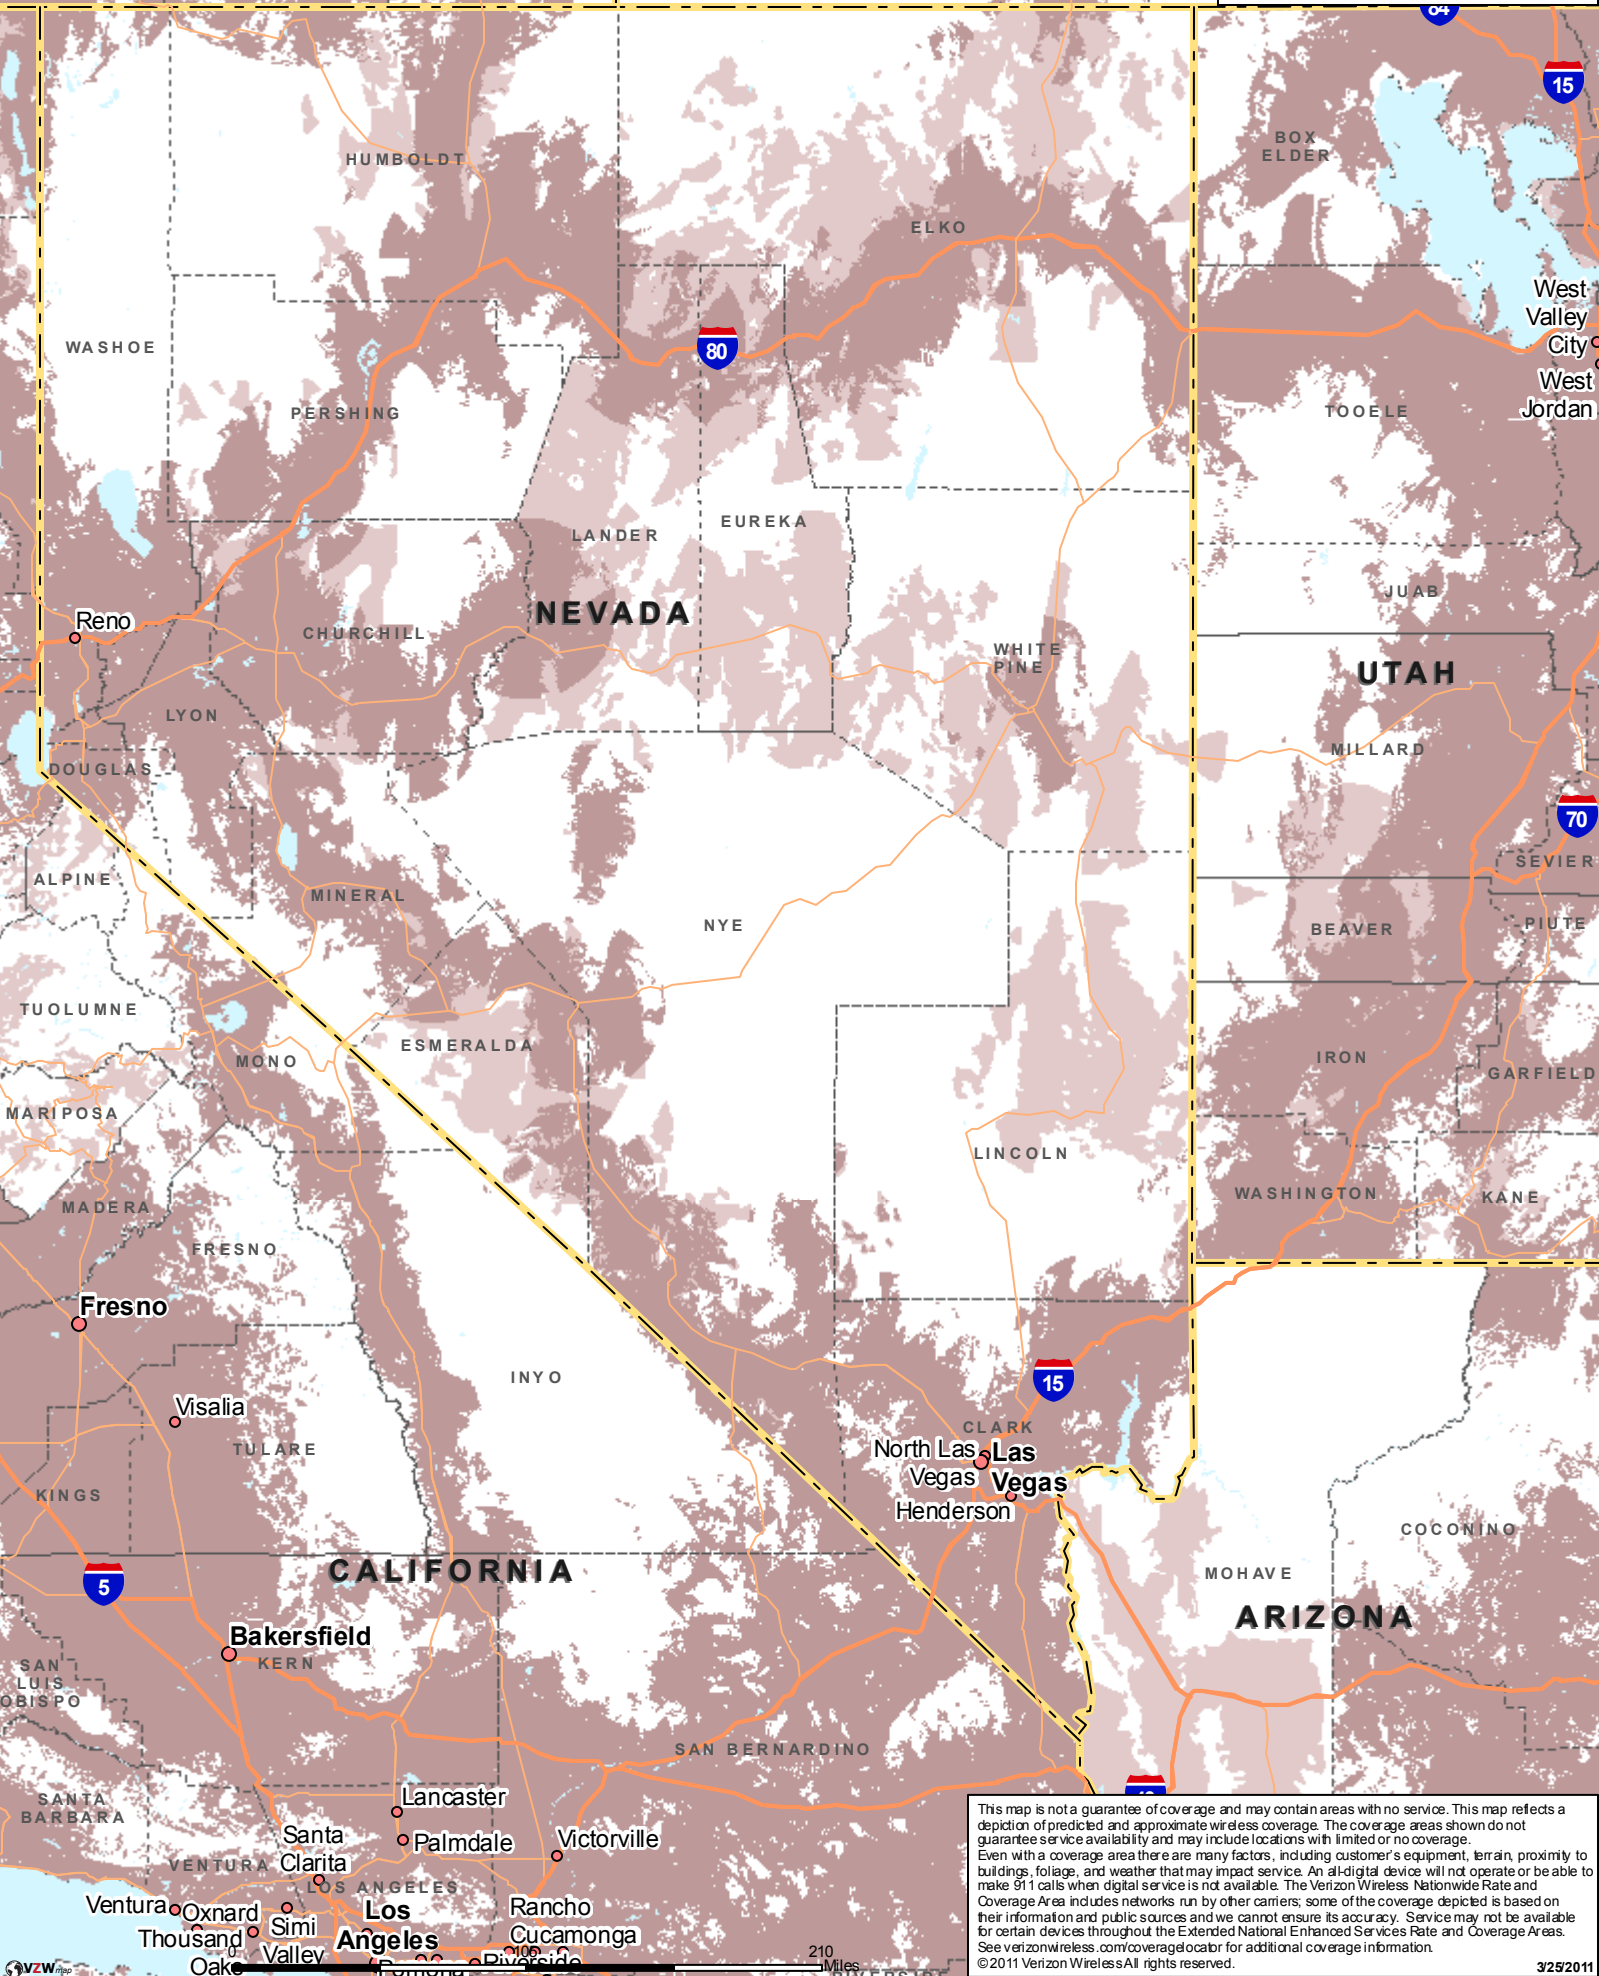 84
15
BOX
ELDER
HUMBOLDT
ELKO
West
Valley
City
West
Jordan
80
WASHOE
PERSHING
TOOELE
LANDER
EUREKA
JUAB
NEVADA
Reno
CHURCHILL
WHITE
PINE
UTAH
LYON
MILLARD
DOUGLAS
70
SEVIER
ALPINE
MINERAL
NYE
BEAVER
PIUTE
TUOLUMNE
ESMERALDA
MONO
IRON
GARFIELD
MARIPOSA
LINCOLN
MADERA
WASHINGTON
KANE
FRESNO
Fresno
INYO
15
Visalia
CLARK
TULARE
North Las
Vegas
Las
Vegas
Henderson
KINGS
COCONINO
CALIFORNIA
MOHAVE
5
ARIZONA
Bakersfield
KERN
SAN
LUIS
OBISPO
SAN BERNARDINO
SANTA
BARBARA
Lancaster
Palmdale
Victorville
Santa
Clarita
VENTURA
LOS ANGELES
Ventura
Oxnard
Simi
Valley
Thousand
Oaks
Los
Angeles
Rancho
Cucamonga
Pomona
Riverside
RIVERSIDE
0
105
210
Miles
vzwmap
This map is not a guarantee of coverage and may contain areas with no service. This map reflects a
depiction of predicted and approximate wireless coverage. The coverage areas shown do not
guarantee service availability and may include locations with limited or no coverage.
Even with a coverage area there are many factors, including customer's equipment, terrain, proximity to
buildings, foliage, and weather that may impact service. An all-digital device will not operate or be able to
make 911 calls when digital service is not available. The Verizon Wireless Nationwide Rate and
Coverage Area includes networks run by other carriers; some of the coverage depicted is based on
their information and public sources and we cannot ensure its accuracy. Service may not be available
for certain devices throughout the Extended National Enhanced Services Rate and Coverage Areas.
See verizonwireless.com/coveragelocator for additional coverage information.
©2011 Verizon Wireless All rights reserved.
3/25/2011